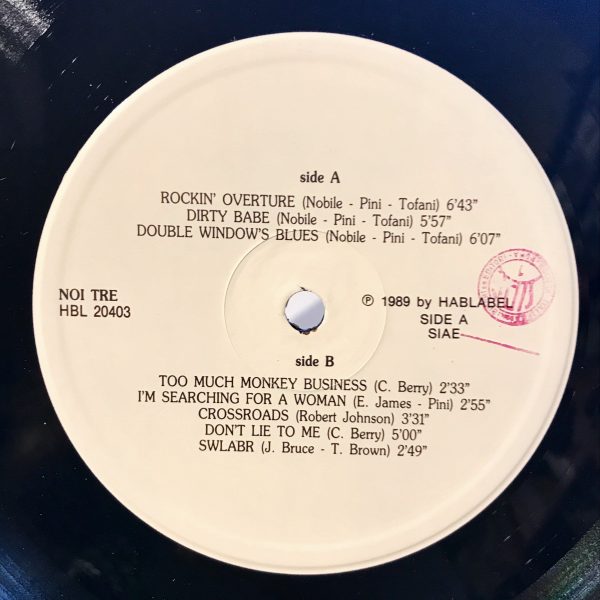 side A
ROCKIN' OVERTURE (Nobile - Pini - Tofani) 6'43"
DIRTY BABE (Nobile - Pini - Tofani) 5'57"
DOUBLE WINDOW'S BLUES (Nobile - Pini - Tofani) 6'07"
NOI TRE
HBL 20403
℗ 1989 by HABLABEL
SIDE A
SIAE
side B
TOO MUCH MONKEY BUSINESS (C. Berry) 2'33"
I'M SEARCHING FOR A WOMAN (E. James - Pini) 2'55"
CROSSROADS (Robert Johnson) 3'31"
DON'T LIE TO ME (C. Berry) 5'00"
SWLABR (J. Bruce - T. Brown) 2'49"